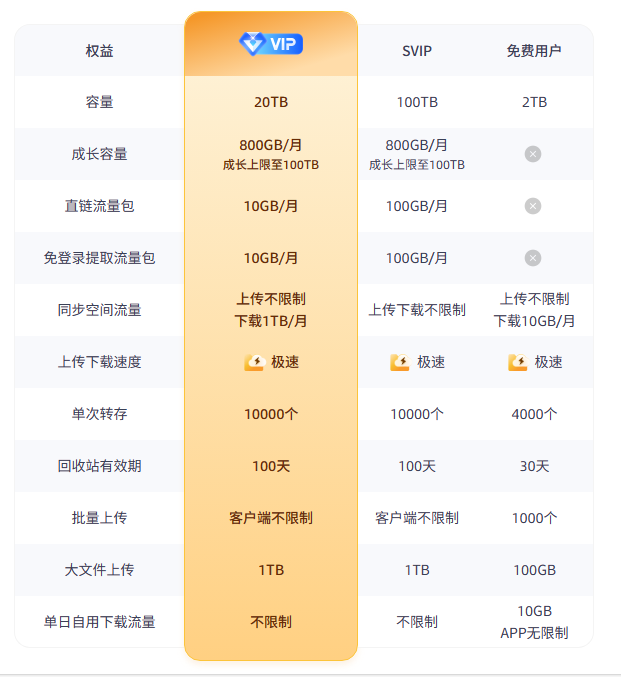 权益 VIP SVIP 免费用户
容量 20TB 100TB 2TB
成长容量 800GB/月 800GB/月
成长上限至100TB 成长上限至100TB
直链流量包 10GB/月 100GB/月
免登录提取流量包 10GB/月 100GB/月
同步空间流量 上传不限制 上传下载不限制 上传不限制
下载1TB/月 下载10GB/月
上传下载速度 极速 极速 极速
单次转存 10000个 10000个 4000个
回收站有效期 100天 100天 30天
批量上传 客户端不限制 客户端不限制 1000个
大文件上传 1TB 1TB 100GB
单日自用下载流量 不限制 不限制 10GB
APP无限制